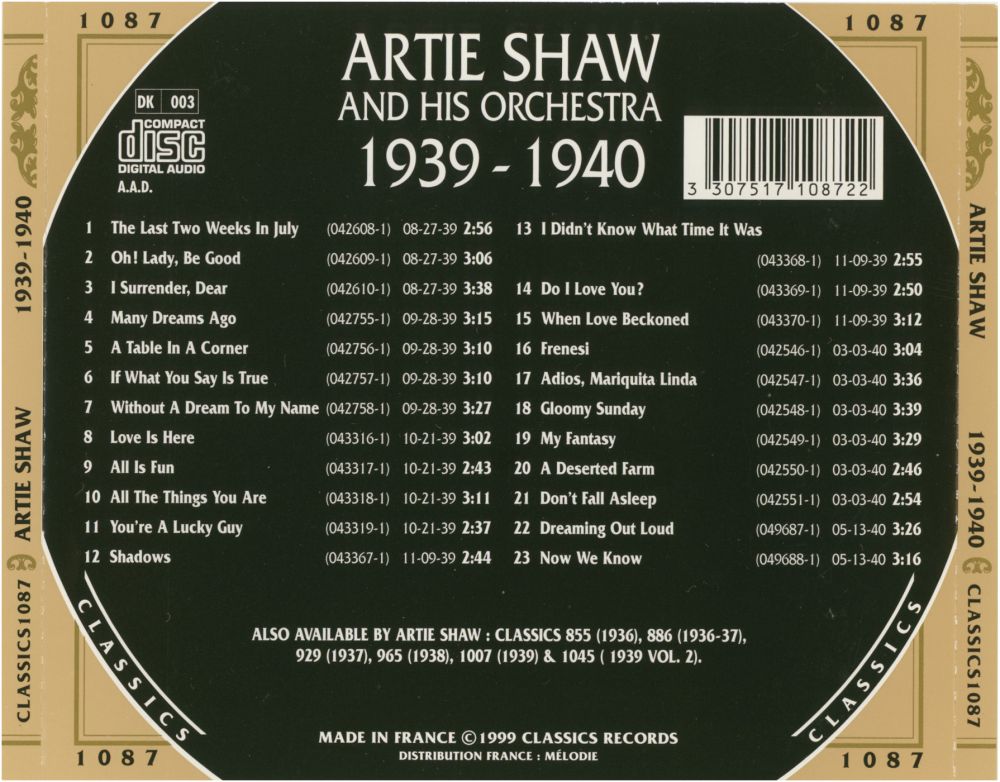 1087
1087
ARTIE SHAW
AND HIS ORCHESTRA
1939 - 1940
DK 003
COMPACT
disc
DIGITAL AUDIO
A.A.D.
3 307517 108722
1 The Last Two Weeks In July (042608-1) 08-27-39 2:56
2 Oh! Lady, Be Good (042609-1) 08-27-39 3:06
3 I Surrender, Dear (042610-1) 08-27-39 3:38
4 Many Dreams Ago (042755-1) 09-28-39 3:15
5 A Table In A Corner (042756-1) 09-28-39 3:10
6 If What You Say Is True (042757-1) 09-28-39 3:10
7 Without A Dream To My Name (042758-1) 09-28-39 3:27
8 Love Is Here (043316-1) 10-21-39 3:02
9 All Is Fun (043317-1) 10-21-39 2:43
10 All The Things You Are (043318-1) 10-21-39 3:11
11 You're A Lucky Guy (043319-1) 10-21-39 2:37
12 Shadows (043367-1) 11-09-39 2:44
13 I Didn't Know What Time It Was
(043368-1) 11-09-39 2:55
14 Do I Love You? (043369-1) 11-09-39 2:50
15 When Love Beckoned (043370-1) 11-09-39 3:12
16 Frenesi (042546-1) 03-03-40 3:04
17 Adios, Mariquita Linda (042547-1) 03-03-40 3:36
18 Gloomy Sunday (042548-1) 03-03-40 3:39
19 My Fantasy (042549-1) 03-03-40 3:29
20 A Deserted Farm (042550-1) 03-03-40 2:46
21 Don't Fall Asleep (042551-1) 03-03-40 2:54
22 Dreaming Out Loud (049687-1) 05-13-40 3:26
23 Now We Know (049688-1) 05-13-40 3:16
ALSO AVAILABLE BY ARTIE SHAW : CLASSICS 855 (1936), 886 (1936-37),
929 (1937), 965 (1938), 1007 (1939) & 1045 ( 1939 VOL. 2).
MADE IN FRANCE ©1999 CLASSICS RECORDS
DISTRIBUTION FRANCE : MÉLODIE
CLASSICS
CLASSICS
1087
1087
CLASSICS1087 ARTIE SHAW 1939-1940
ARTIE SHAW 1939-1940 CLASSICS1087